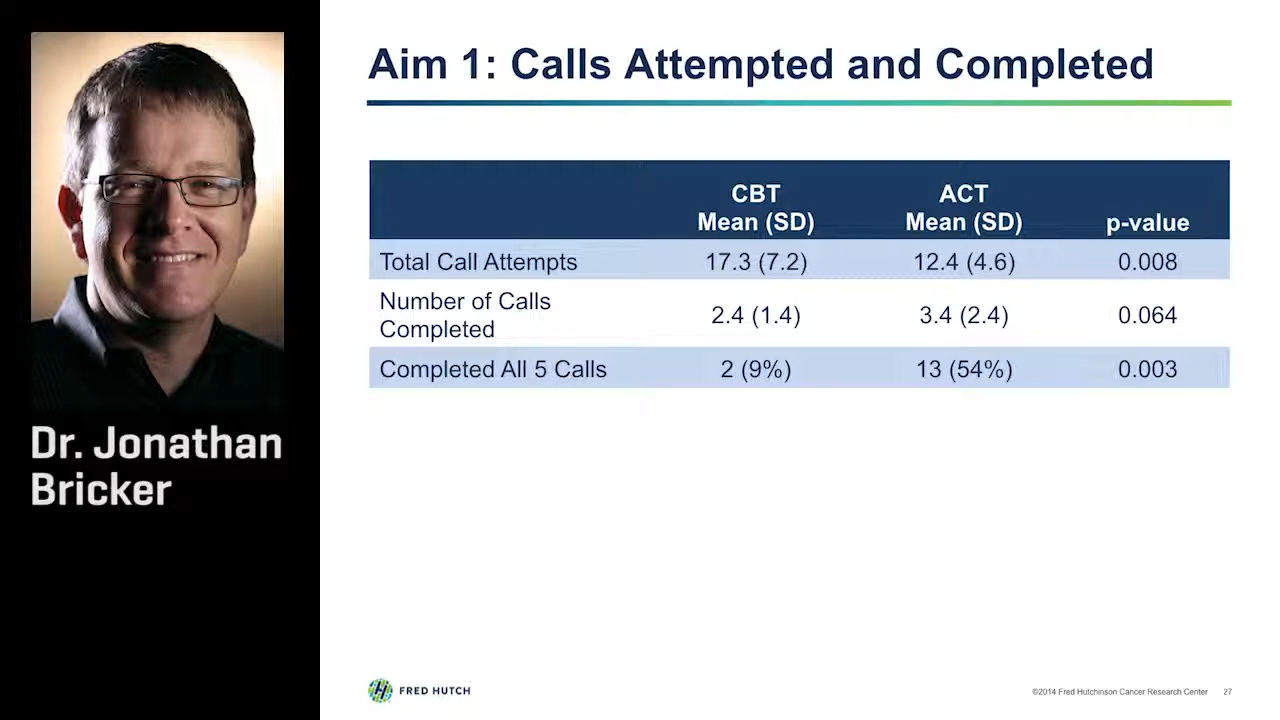 Dr. Jonathan
Bricker
Aim 1: Calls Attempted and Completed
CBT
Mean (SD)
ACT
Mean (SD)
p-value
Total Call Attempts 17.3 (7.2) 12.4 (4.6) 0.008
Number of Calls
Completed 2.4 (1.4) 3.4 (2.4) 0.064
Completed All 5 Calls 2 (9%) 13 (54%) 0.003
FRED HUTCH
©2014 Fred Hutchinson Cancer Research Center 27